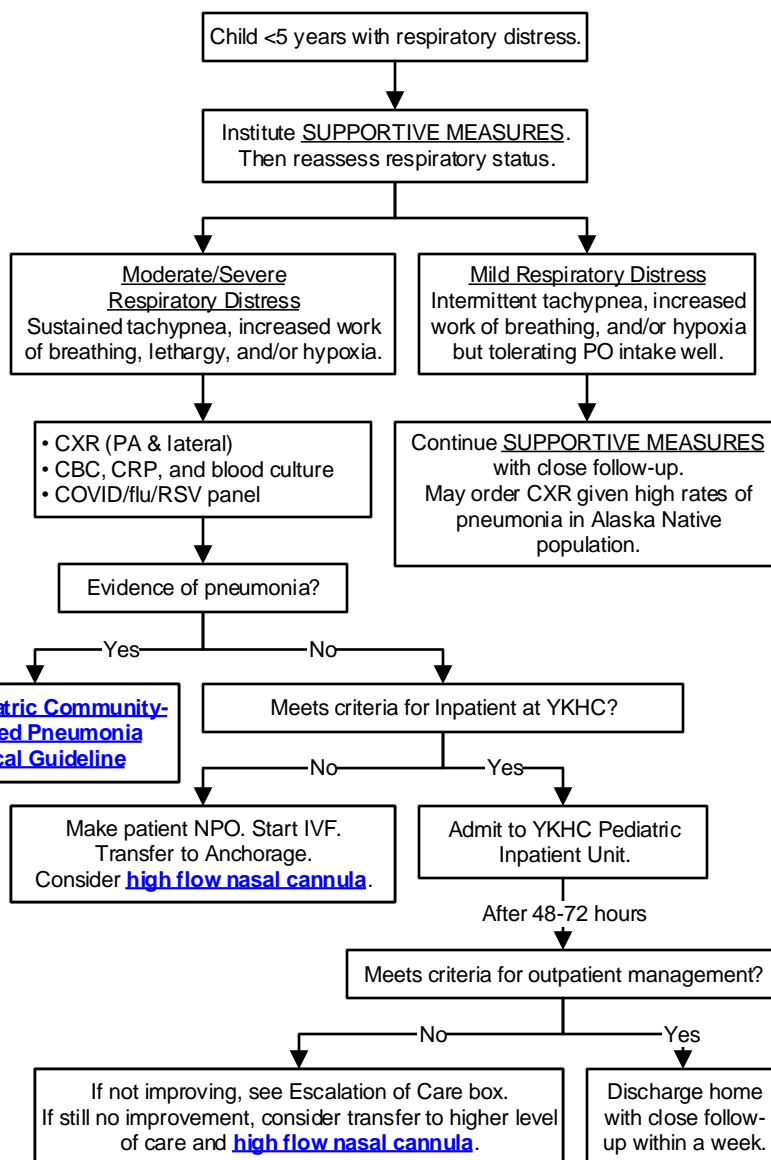 Child <5 years with respiratory distress.
Institute SUPPORTIVE MEASURES.
Then reassess respiratory status.
Moderate/Severe
Respiratory Distress
Sustained tachypnea, increased work
of breathing, lethargy, and/or hypoxia.
Mild Respiratory Distress
Intermittent tachypnea, increased
work of breathing, and/or hypoxia
but tolerating PO intake well.
• CXR (PA & lateral)
• CBC, CRP, and blood culture
• COVID/flu/RSV panel
Continue SUPPORTIVE MEASURES
with close follow-up.
May order CXR given high rates of
pneumonia in Alaska Native
population.
Evidence of pneumonia?
Yes
No
Community-
Pneumonia
Guideline
Meets criteria for Inpatient at YKHC?
No
Yes
Make patient NPO. Start IVF.
Transfer to Anchorage.
Consider high flow nasal cannula.
Admit to YKHC Pediatric
Inpatient Unit.
After 48-72 hours
Meets criteria for outpatient management?
No
Yes
If not improving, see Escalation of Care box.
If still no improvement, consider transfer to higher level
of care and high flow nasal cannula.
Discharge home
with close follow-
up within a week.